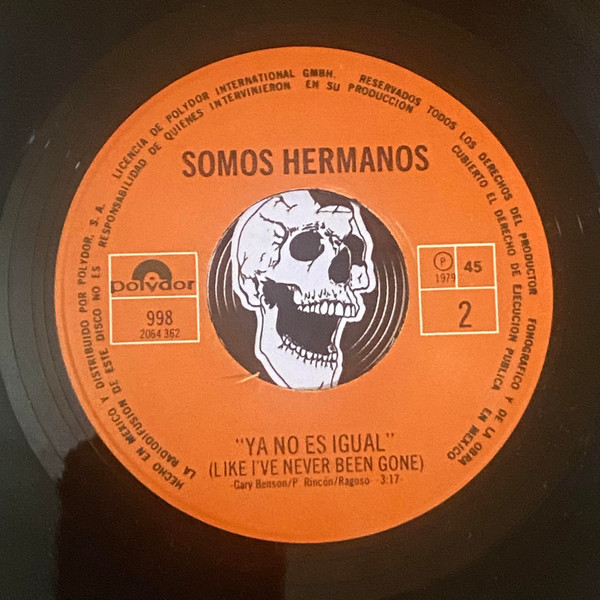 HECHO EN MEXICO Y DISTRIBUIDO POR POLYDOR, S. A. LICENCIA DE POLYDOR INTERNATIONAL GMBH. RESERVADOS TODOS LOS DERECHOS DEL PRODUCTOR FONOGRAFICO Y DE LA OBRA
LA RADIODIFUSION DE ESTE DISCO NO ES RESPONSABILIDAD DE QUIENES INTERVINIERON EN SU PRODUCCION CUBIERTO EL DERECHO DE EJECUCION PUBLICA EN MEXICO
SOMOS HERMANOS
polydor
998
2064 362
Ⓟ 1979
45
2
"YA NO ES IGUAL"
(LIKE I'VE NEVER BEEN GONE)
-Gary Benson/P. Rincón/Ragoso- -3:17-